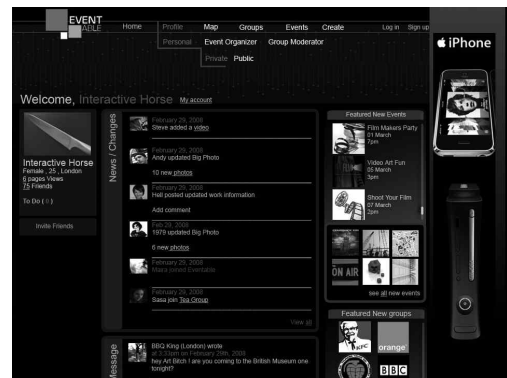 EVENT
ABLE
Home Profile Map Groups Events Create Log in Sign up
Personal Event Organizer Group Moderator
Private Public
iPhone
Welcome, Interactive Horse My account
Interactive Horse
Female , 25 , London
6 pages Views
75 Friends
To Do ( 0 )
Invite Friends
News / Changes
February 29, 2008
Steve added a video
February 29, 2008
Andy updated Big Photo
10 new photos
February 29, 2008
Hell posted updated work information
Add comment
Feb 29, 2008
1979 updated Big Photo
6 new photos
February 29, 2008
Maira joined Eventable
February 29, 2008
Sasa join Tea Group
View all
Message
BBQ King (London) wrote
at 3:33pm on February 29th, 2008
hey Art Bitch ! are you coming to the British Museum one
tonight?
Featured New Events
Film Makers Party
01 March
7pm
Video Art Fun
05 March
3pm
Shoot Your Film
07 March
2pm
ON AIR
see all new events
Featured New groups
KFC
orange
BBC